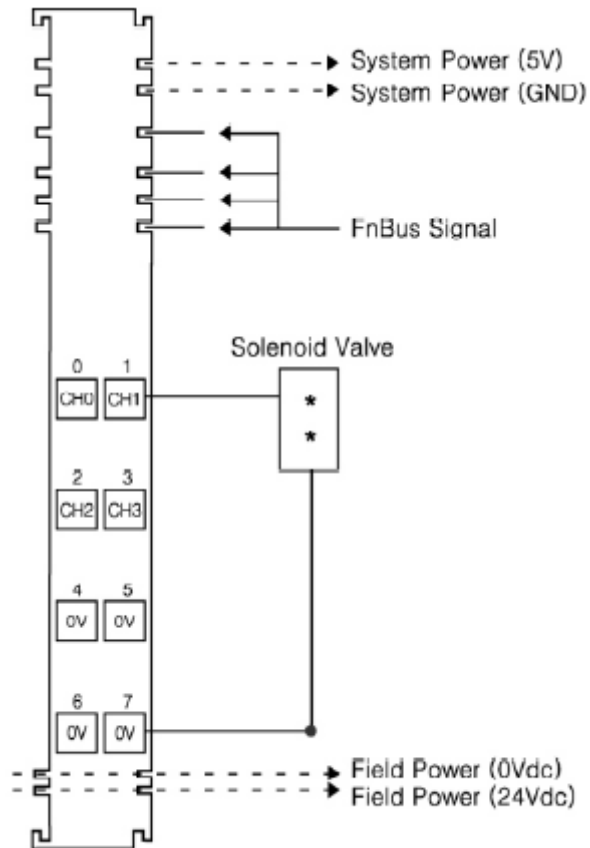 System Power (5V)
System Power (GND)
FnBus Signal
Solenoid Valve
0 1
CH0 CH1
*
*
2 3
CH2 CH3
4 5
0V 0V
6 7
0V 0V
Field Power (0Vdc)
Field Power (24Vdc)